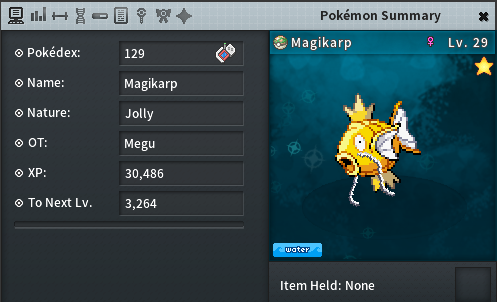 Pokémon Summary
Pokédex: 129
Name: Magikarp
Nature: Jolly
OT: Megu
XP: 30,486
To Next Lv. 3,264
Magikarp ♀ Lv. 29
water
Item Held: None